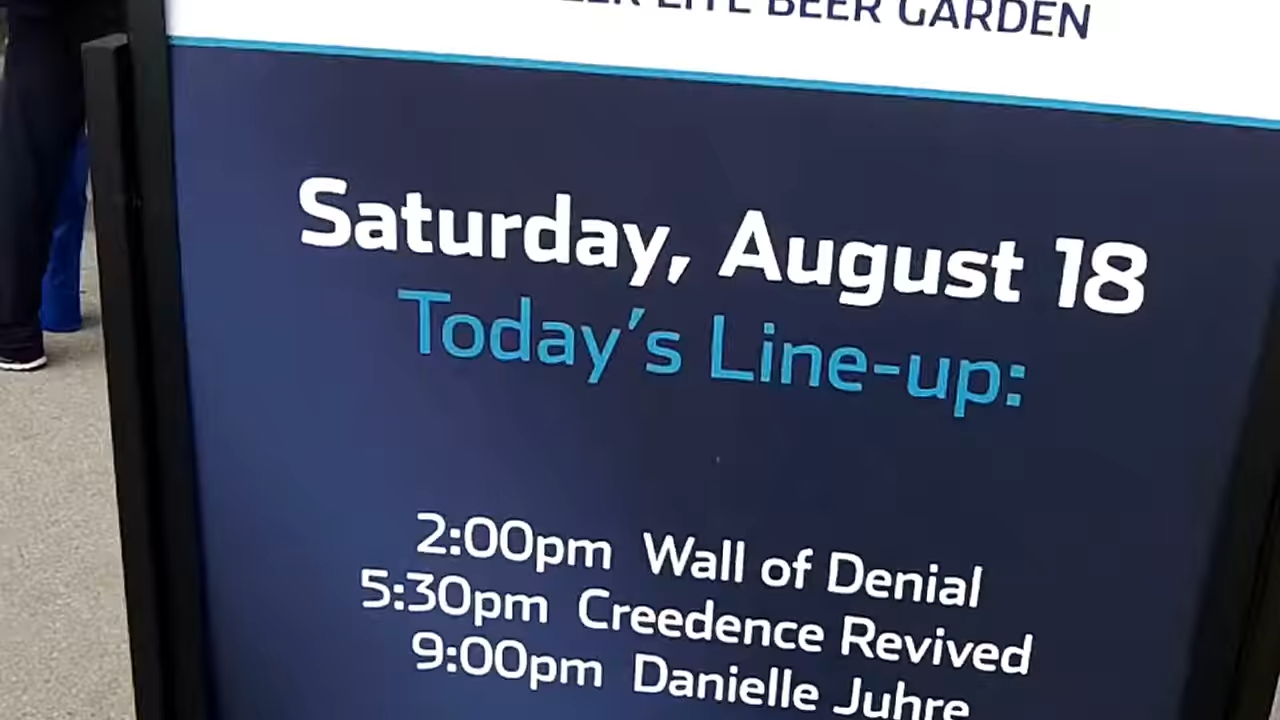 LITE BEER GARDEN
Saturday, August 18
Today's Line-up:
2:00pm Wall of Denial
5:30pm Creedence Revived
9:00pm Danielle Juhre